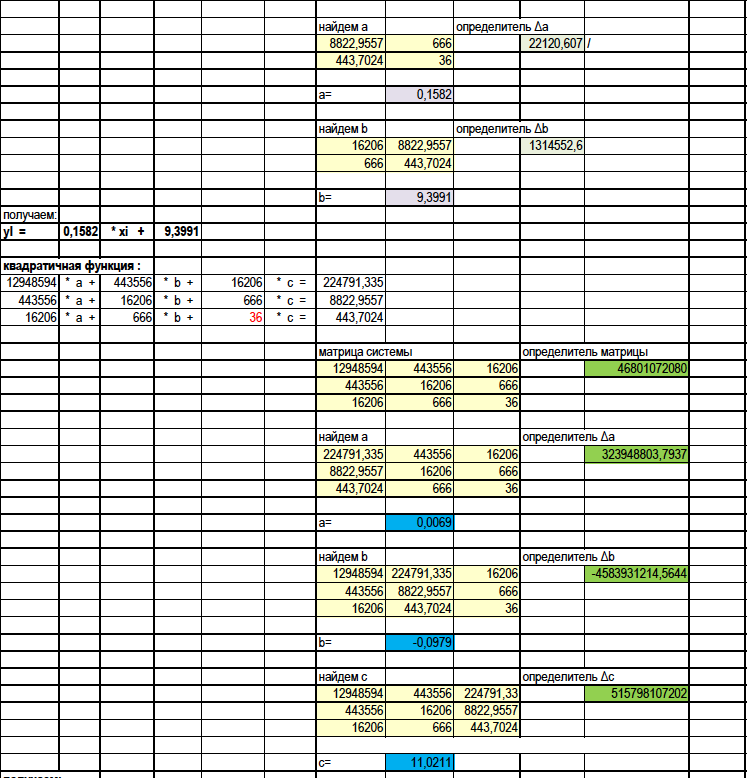 найдем a определитель Δa
8822,9557 666 22120,607 /
443,7024 36
a= 0,1582
найдем b определитель Δb
16206 8822,9557 1314552,6
666 443,7024
b= 9,3991
получаем:
yI = 0,1582 * xi + 9,3991
квадратичная функция :
12948594 * a + 443556 * b + 16206 * c = 224791,335
443556 * a + 16206 * b + 666 * c = 8822,9557
16206 * a + 666 * b + 36 * c = 443,7024
матрица системы определитель матрицы
12948594 443556 16206 46801072080
443556 16206 666
16206 666 36
найдем a определитель Δa
224791,335 443556 16206 323948803,7937
8822,9557 16206 666
443,7024 666 36
a= 0,0069
найдем b определитель Δb
12948594 224791,335 16206 -4583931214,5644
443556 8822,9557 666
16206 443,7024 36
b= -0,0979
найдем c определитель Δc
12948594 443556 224791,33 515798107202
443556 16206 8822,9557
16206 666 443,7024
c= 11,0211